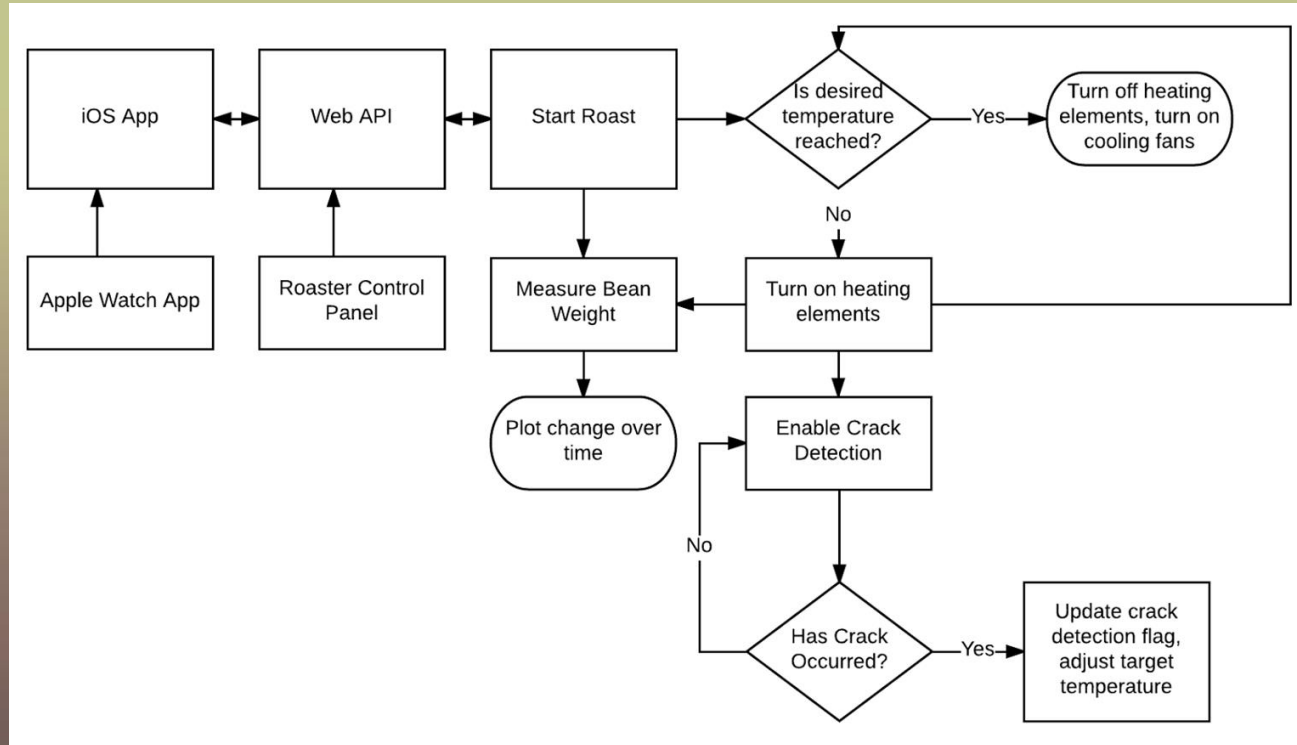 iOS App
Web API
Start Roast
Is desired
temperature
reached?
Yes
Turn off heating
elements, turn on
cooling fans
No
Apple Watch App
Roaster Control
Panel
Measure Bean
Weight
Turn on heating
elements
Plot change over
time
Enable Crack
Detection
No
Has Crack
Occurred?
Yes
Update crack
detection flag,
adjust target
temperature